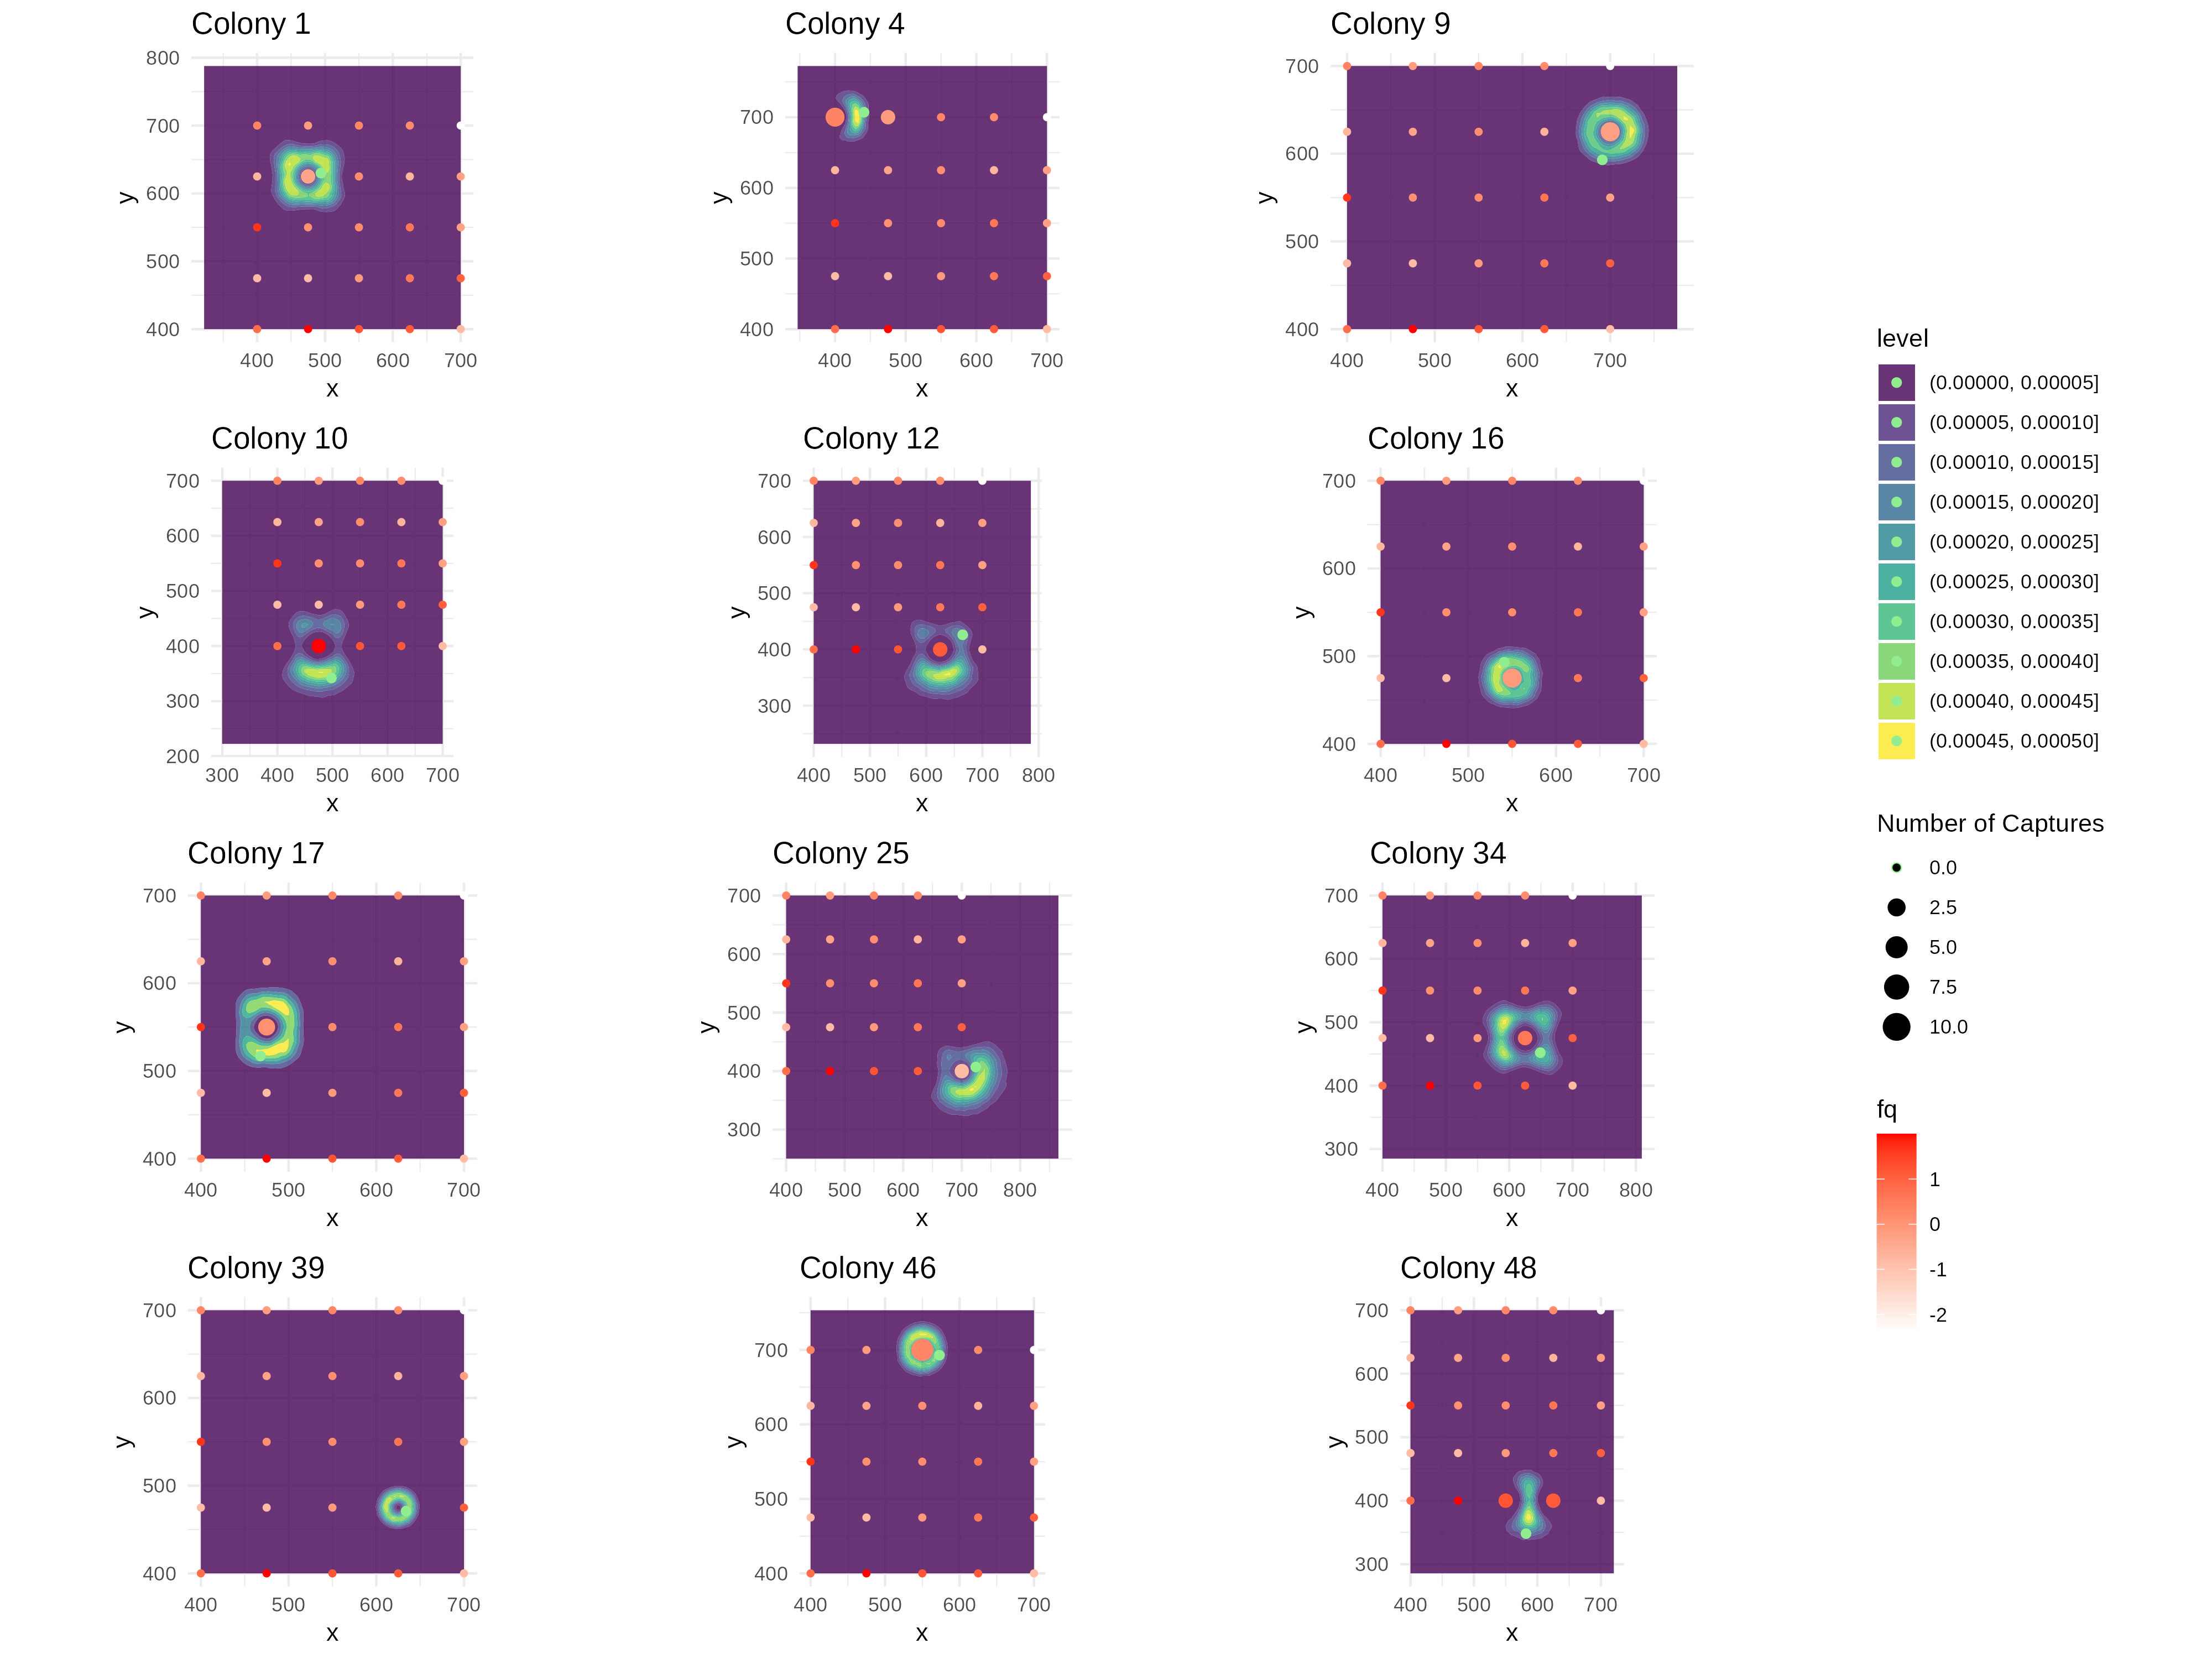 Colony 1
800
700
600
500
400
y
400 500 600 700
x
Colony 4
700
600
500
400
y
400 500 600 700
x
Colony 9
700
600
500
400
y
400 500 600 700
x
Colony 10
700
600
500
400
300
200
y
300 400 500 600 700
x
Colony 12
700
600
500
400
300
y
400 500 600 700 800
x
Colony 16
700
600
500
400
y
400 500 600 700
x
Colony 17
700
600
500
400
y
400 500 600 700
x
Colony 25
700
600
500
400
300
y
400 500 600 700 800
x
Colony 34
700
600
500
400
300
y
400 500 600 700 800
x
Colony 39
700
600
500
400
y
400 500 600 700
x
Colony 46
700
600
500
400
y
400 500 600 700
x
Colony 48
700
600
500
400
300
y
400 500 600 700
x
level
(0.00000, 0.00005]
(0.00005, 0.00010]
(0.00010, 0.00015]
(0.00015, 0.00020]
(0.00020, 0.00025]
(0.00025, 0.00030]
(0.00030, 0.00035]
(0.00035, 0.00040]
(0.00040, 0.00045]
(0.00045, 0.00050]
Number of Captures
0.0
2.5
5.0
7.5
10.0
fq
1
0
-1
-2